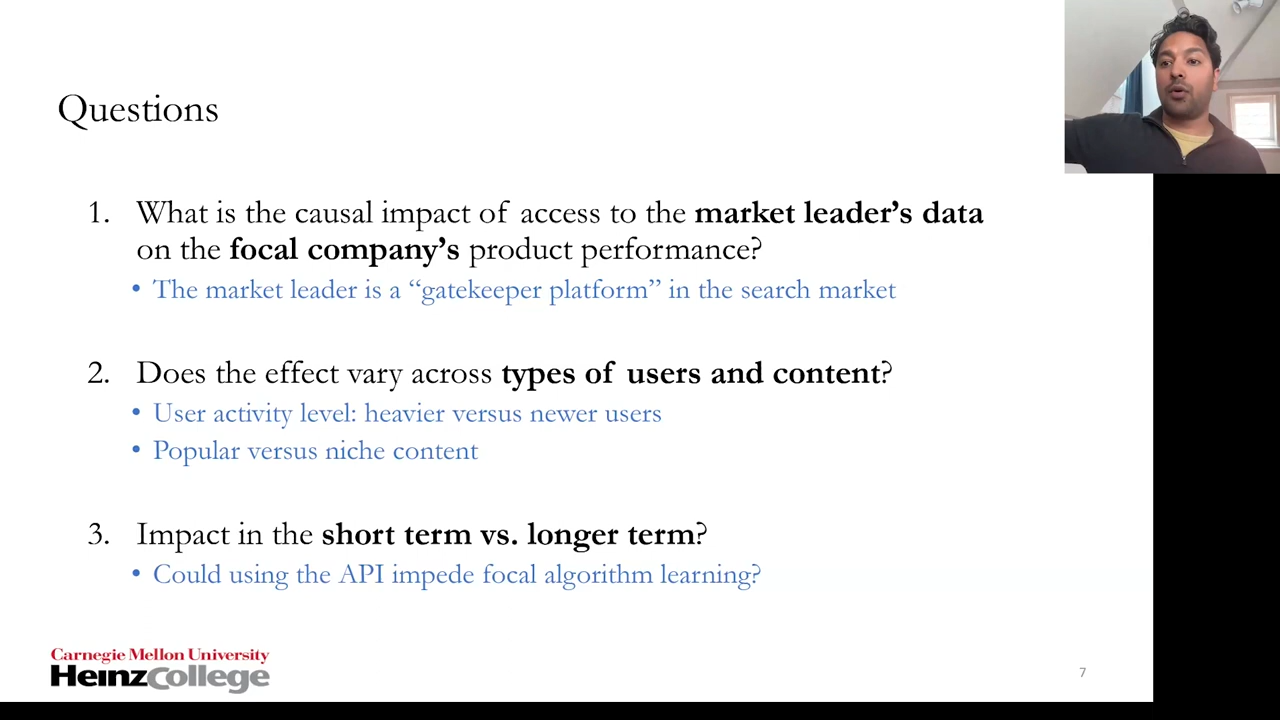 Questions
1. What is the causal impact of access to the market leader’s data
on the focal company’s product performance?
• The market leader is a “gatekeeper platform” in the search market
2. Does the effect vary across types of users and content?
• User activity level: heavier versus newer users
• Popular versus niche content
3. Impact in the short term vs. longer term?
• Could using the API impede focal algorithm learning?
Carnegie Mellon University
HeinzCollege
7